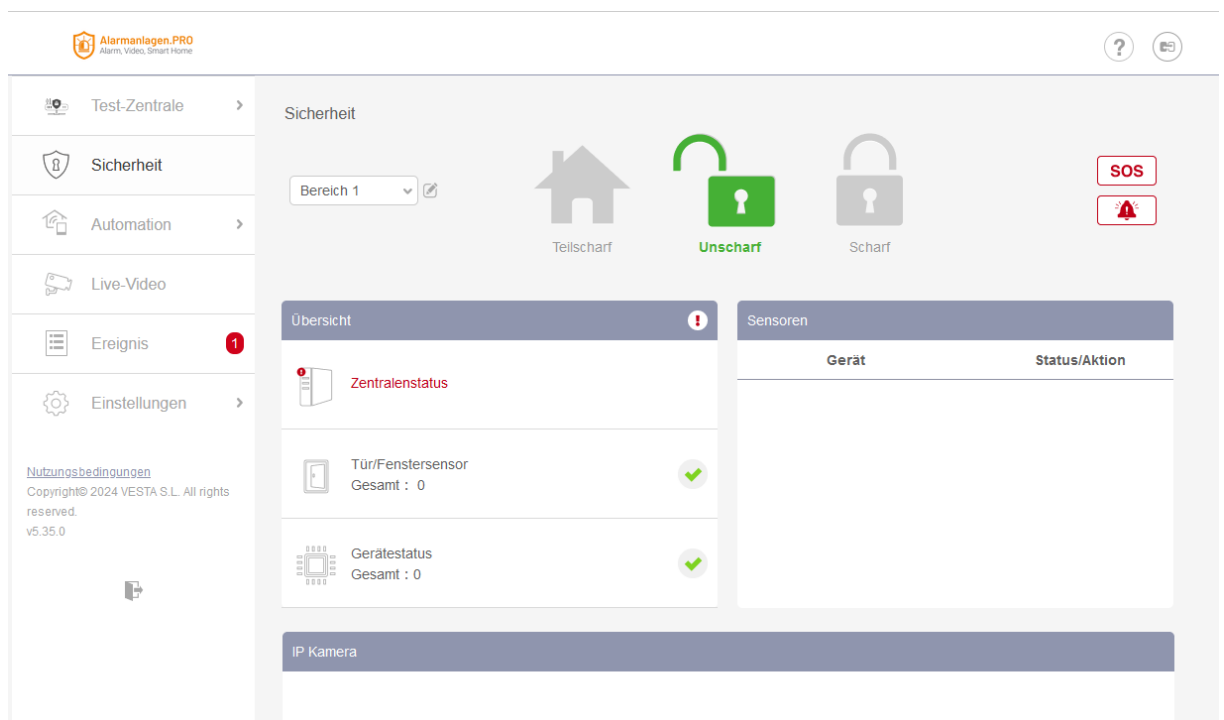 Alarmanlagen.PRO
Alarm, Video, Smart Home
?
Test-Zentrale
Sicherheit
Automation
Live-Video
Ereignis
1
Einstellungen
Nutzungsbedingungen
Copyright© 2024 VESTA S.L. All rights
reserved.
v5.35.0
Sicherheit
Bereich 1
Teilscharf
Unscharf
Scharf
SOS
Übersicht
!
Zentralenstatus
Tür/Fenstersensor
Gesamt : 0
Gerätestatus
Gesamt : 0
Sensoren
Gerät
Status/Aktion
IP Kamera